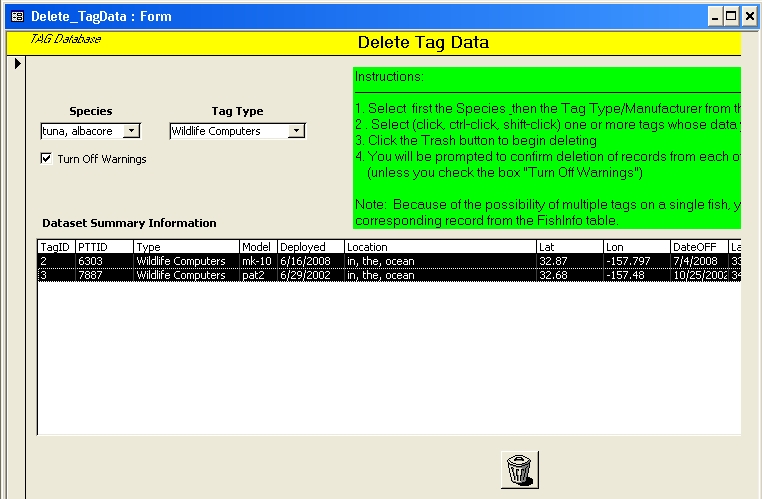 Delete_TagData : Form
TAG Database
Delete Tag Data
Instructions:
1. Select first the Species ,then the Tag Type/Manufacturer from
2 . Select (click, ctrl-click, shift-click) one or more tags whose data
3. Click the Trash button to begin deleting
4. You will be prompted to confirm deletion of records from each
(unless you check the box "Turn Off Warnings")
Note: Because of the possibility of multiple tags on a single fish,
corresponding record from the FishInfo table.
Species Tag Type
tuna, albacore Wildlife Computers
Turn Off Warnings
Dataset Summary Information
TagID PTTID Type Model Deployed Location Lat Lon DateOFF
2 6303 Wildlife Computers mk-10 6/16/2008 in, the, ocean 32.87 -157.797 7/4/2008
3 7887 Wildlife Computers pat2 6/29/2002 in, the, ocean 32.68 -157.48 10/25/2002